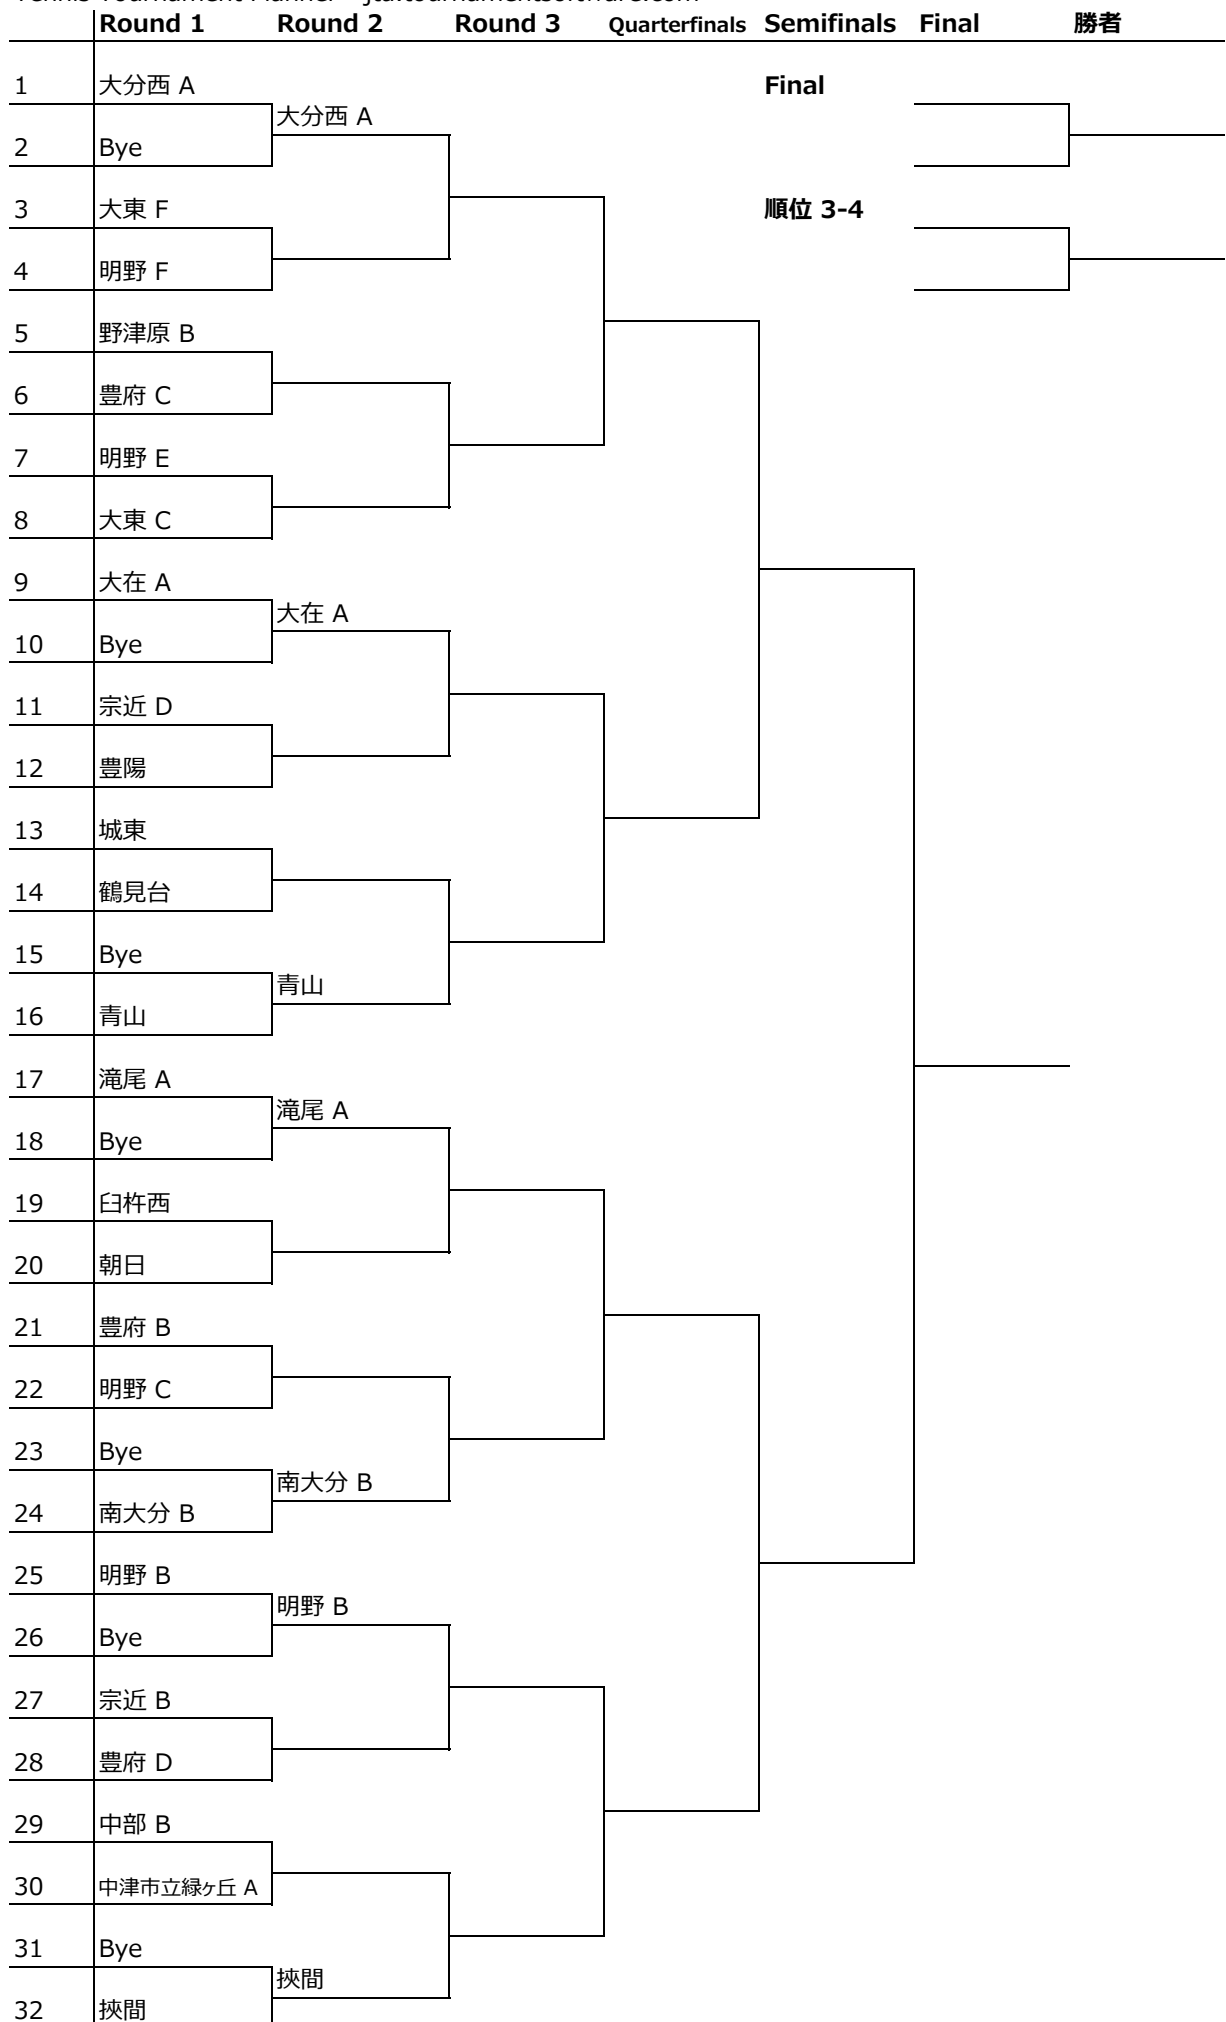 Round 1 Round 2 Round 3 Quarterfinals Semifinals Final 勝者
1 大分西 A Final
大分西 A
2 Bye
3 大東 F 順位 3-4
4 明野 F
5 野津原 B
6 豊府 C
7 明野 E
8 大東 C
9 大在 A
大在 A
10 Bye
11 宗近 D
12 豊陽
13 城東
14 鶴見台
15 Bye
青山
16 青山
17 滝尾 A
滝尾 A
18 Bye
19 臼杵西
20 朝日
21 豊府 B
22 明野 C
23 Bye
南大分 B
24 南大分 B
25 明野 B
明野 B
26 Bye
27 宗近 B
28 豊府 D
29 中部 B
30 中津市立緑ヶ丘 A
31 Bye
挾間
32 挾間